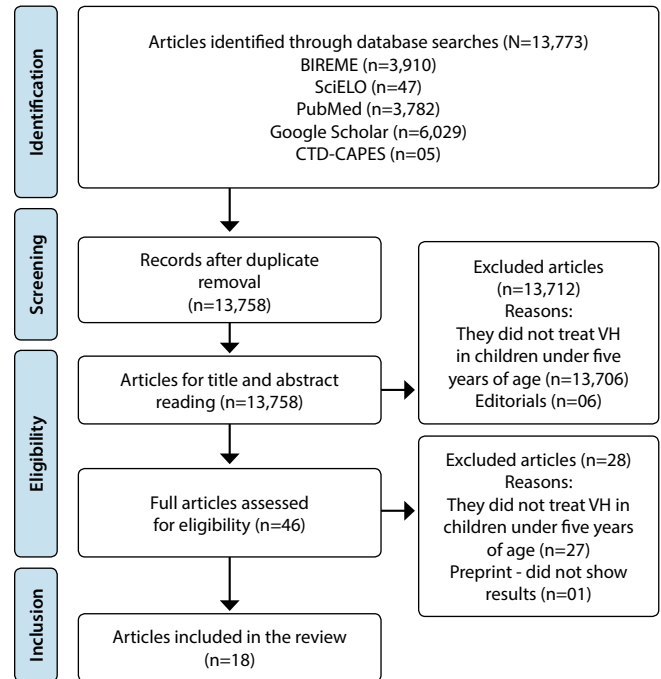 Identification
Articles identified through database searches (N=13,773)
BIREME (n=3,910)
SciELO (n=47)
PubMed (n=3,782)
Google Scholar (n=6,029)
CTD-CAPES (n=05)
Screening
Records after duplicate
removal
(n=13,758)
Excluded articles
(n=13,712)
Reasons:
They did not treat VH
in children under five
years of age (n=13,706)
Editorials (n=06)
Eligibility
Articles for title and abstract
reading (n=13,758)
Full articles assessed
for eligibility (n=46)
Excluded articles (n=28)
Reasons:
They did not treat VH in
children under five years
of age (n=27)
Preprint - did not show
results (n=01)
Inclusion
Articles included in the review
(n=18)